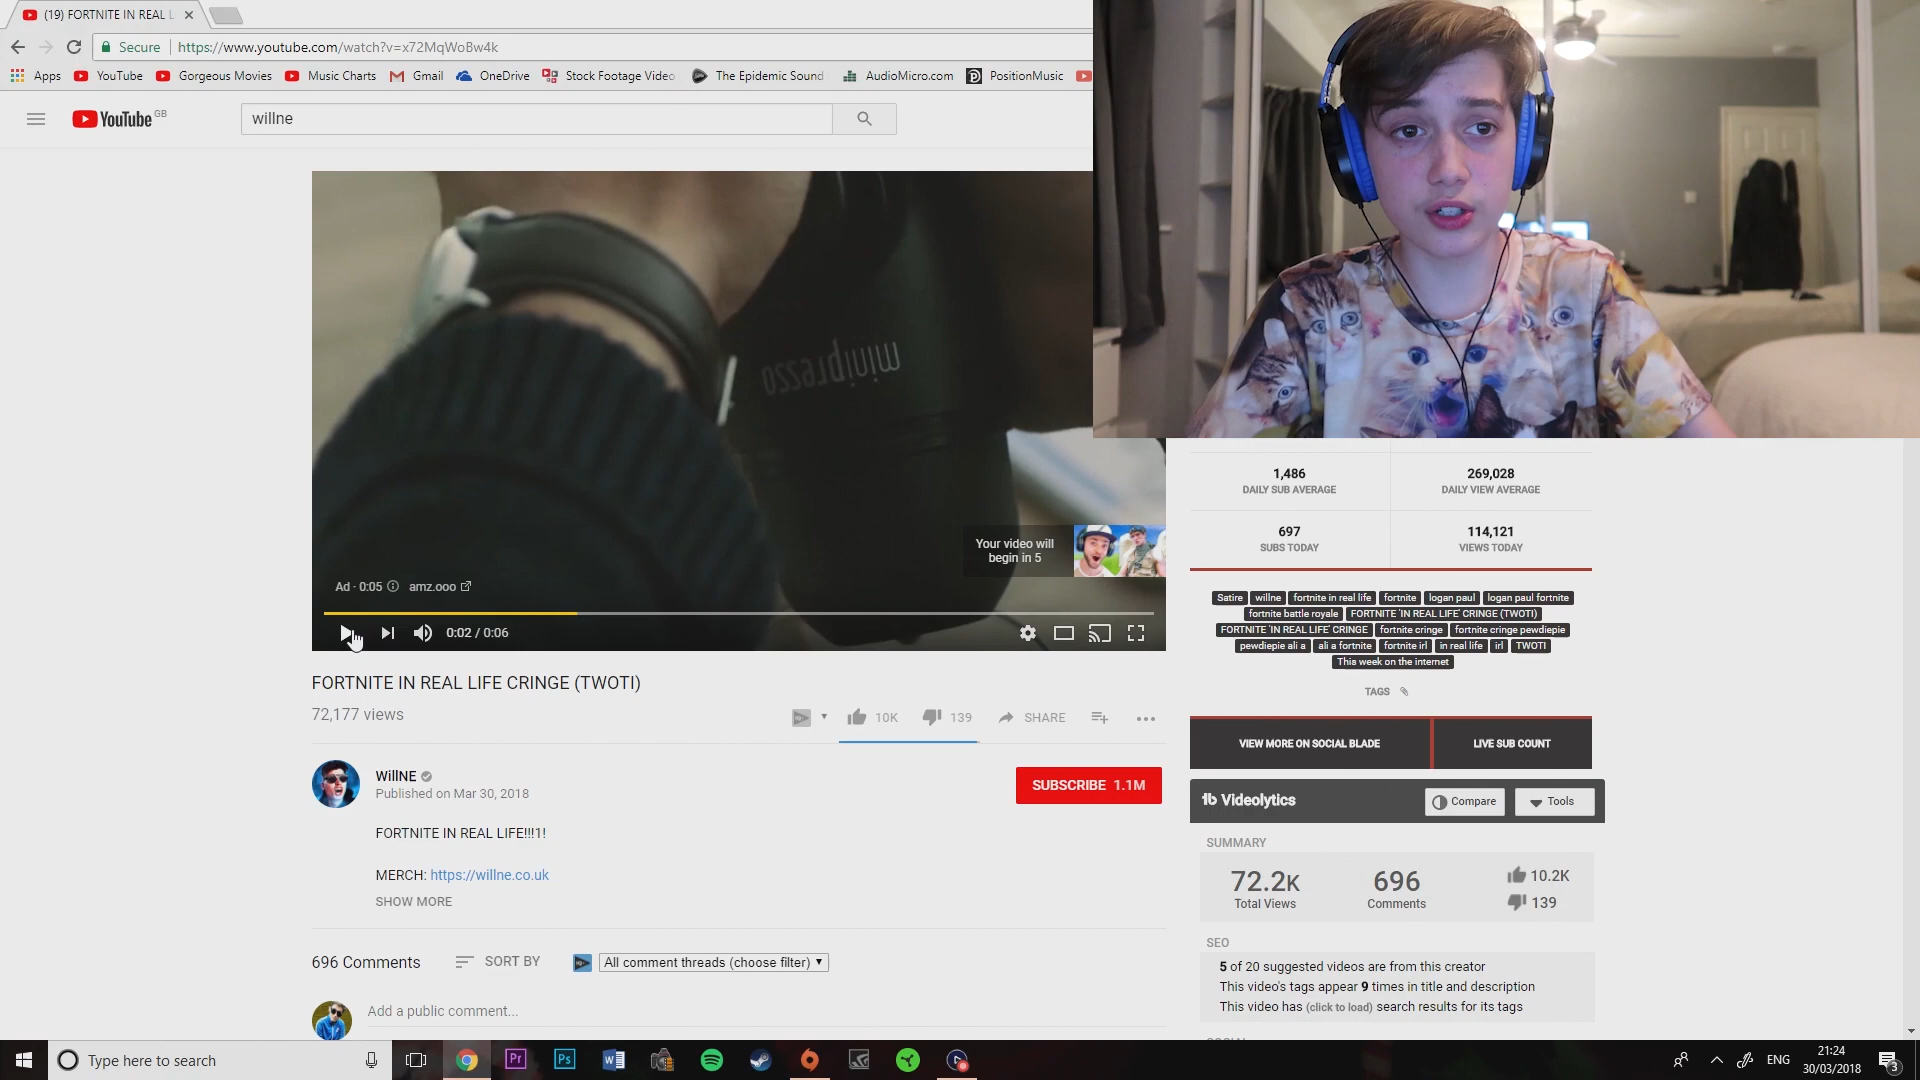 (19) FORTNITE IN REAL L
Secure
https://www.youtube.com/watch?v=x72MqWoBw4k
Apps
YouTube
Gorgeous Movies
Music Charts
Gmail
OneDrive
Stock Footage Video
The Epidemic Sound
AudioMicro.com
PositionMusic
YouTube GB
willne
minipresso
Your video will
begin in 5
Ad · 0:05
amz.ooo
0:02 / 0:06
FORTNITE IN REAL LIFE CRINGE (TWOTI)
72,177 views
10K
139
SHARE
WillNE
Published on Mar 30, 2018
SUBSCRIBE 1.1M
FORTNITE IN REAL LIFE!!!1!
MERCH: https://willne.co.uk
SHOW MORE
696 Comments
SORT BY
All comment threads (choose filter)
Add a public comment...
1,486
DAILY SUB AVERAGE
269,028
DAILY VIEW AVERAGE
697
SUBS TODAY
114,121
VIEWS TODAY
Satire willne fortnite in real life fortnite logan paul logan paul fortnite
fortnite battle royale FORTNITE 'IN REAL LIFE' CRINGE (TWOTI)
FORTNITE 'IN REAL LIFE' CRINGE fortnite cringe fortnite cringe pewdiepie
pewdiepie ali a ali a fortnite fortnite irl in real life irl TWOTI
This week on the internet
TAGS
VIEW MORE ON SOCIAL BLADE
LIVE SUB COUNT
tb Videolytics
Compare
Tools
SUMMARY
72.2K
Total Views
696
Comments
10.2K
139
SEO
5 of 20 suggested videos are from this creator
This video's tags appear 9 times in title and description
This video has (click to load) search results for its tags
Type here to search
Pr
Ps
ENG
21:24
30/03/2018
3